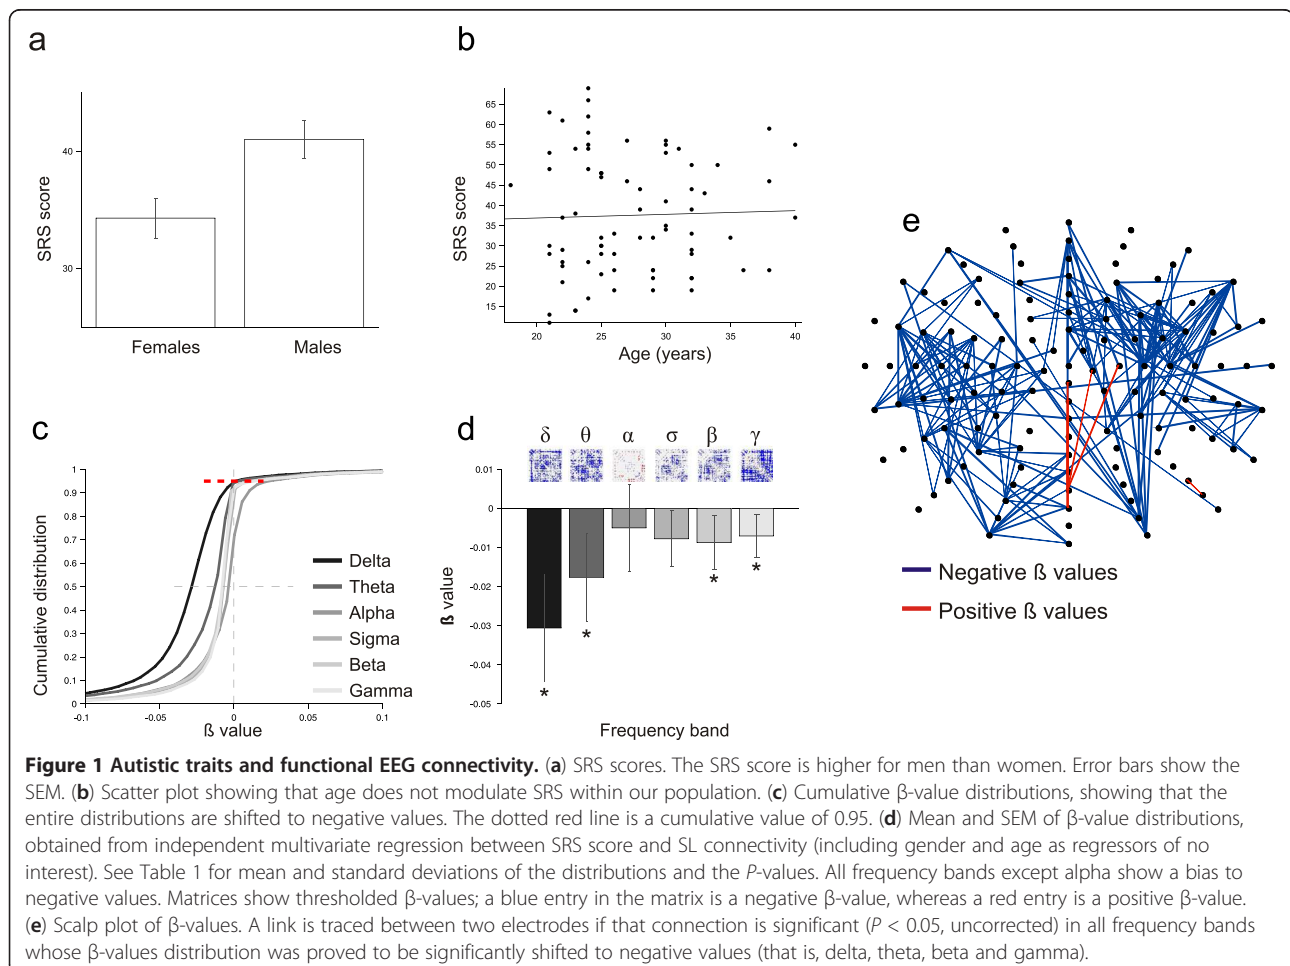 a
40
30
SRS score
Females
Males
b
65
60
55
50
45
40
35
30
25
20
15
SRS score
20
25
30
35
40
Age (years)
c
1
0.9
0.8
0.7
0.6
0.5
0.4
0.3
0.2
0.1
0
Cumulative distribution
-0.1
-0.05
0
0.05
0.1
ß value
Delta
Theta
Alpha
Sigma
Beta
Gamma
d
δ θ α σ β γ
0.01
0
-0.01
-0.02
-0.03
-0.04
-0.05
ß value
*
*
*
*
Frequency band
e
Negative ß values
Positive ß values
Figure 1 Autistic traits and functional EEG connectivity. (a) SRS scores. The SRS score is higher for men than women. Error bars show the
SEM. (b) Scatter plot showing that age does not modulate SRS within our population. (c) Cumulative β-value distributions, showing that the
entire distributions are shifted to negative values. The dotted red line is a cumulative value of 0.95. (d) Mean and SEM of β-value distributions,
obtained from independent multivariate regression between SRS score and SL connectivity (including gender and age as regressors of no
interest). See Table 1 for mean and standard deviations of the distributions and the P-values. All frequency bands except alpha show a bias to
negative values. Matrices show thresholded β-values; a blue entry in the matrix is a negative β-value, whereas a red entry is a positive β-value.
(e) Scalp plot of β-values. A link is traced between two electrodes if that connection is significant (P < 0.05, uncorrected) in all frequency bands
whose β-values distribution was proved to be significantly shifted to negative values (that is, delta, theta, beta and gamma).